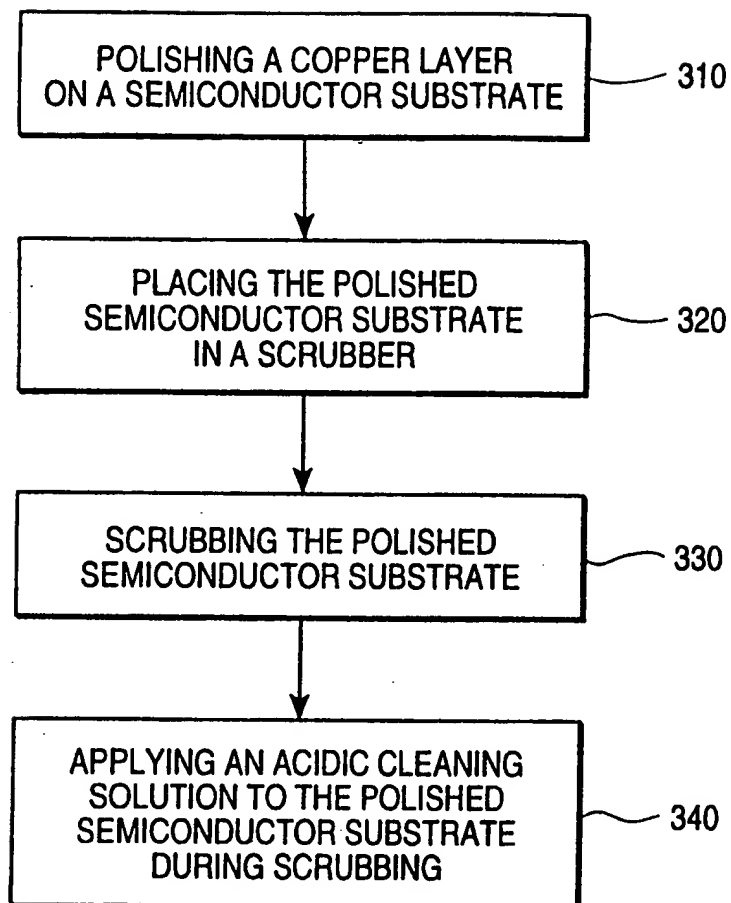 POLISHING A COPPER LAYER
ON A SEMICONDUCTOR SUBSTRATE
310
PLACING THE POLISHED
SEMICONDUCTOR SUBSTRATE
IN A SCRUBBER
320
SCRUBBING THE POLISHED
SEMICONDUCTOR SUBSTRATE
330
APPLYING AN ACIDIC CLEANING
SOLUTION TO THE POLISHED
SEMICONDUCTOR SUBSTRATE
DURING SCRUBBING
340